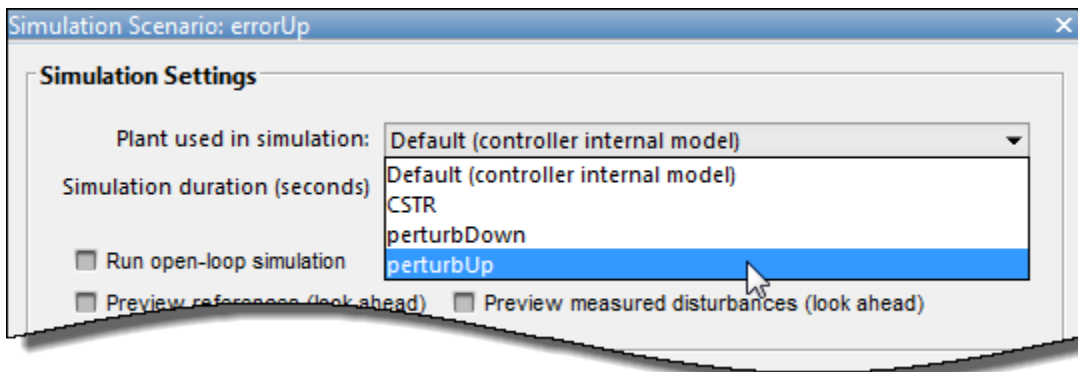 Simulation Scenario: errorUp
Simulation Settings
Plant used in simulation: Default (controller internal model)
Default (controller internal model)
Simulation duration (seconds)
CSTR
perturbDown
Run open-loop simulation
perturbUp
Preview references (look ahead) Preview measured disturbances (look ahead)